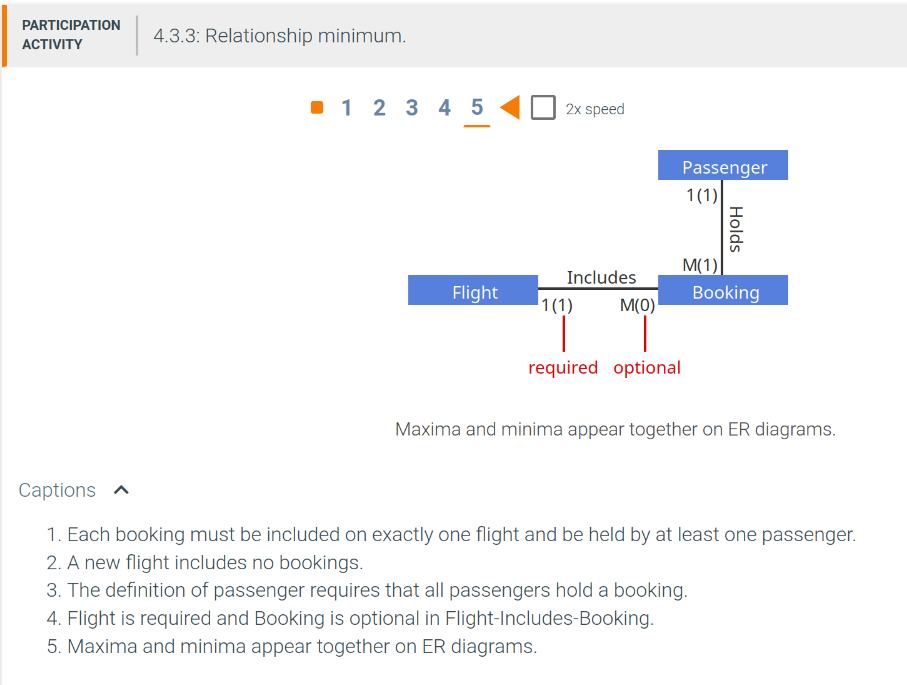 PARTICIPATION
ACTIVITY
4.3.3: Relationship minimum.
1 2 3 4 5 2x speed
Passenger
1(1)
Holds
M(1)
Includes
Flight
Booking
1(1)
M(0)
required optional
Maxima and minima appear together on ER diagrams.
Captions
1. Each booking must be included on exactly one flight and be held by at least one passenger.
2. A new flight includes no bookings.
3. The definition of passenger requires that all passengers hold a booking.
4. Flight is required and Booking is optional in Flight-Includes-Booking.
5. Maxima and minima appear together on ER diagrams.